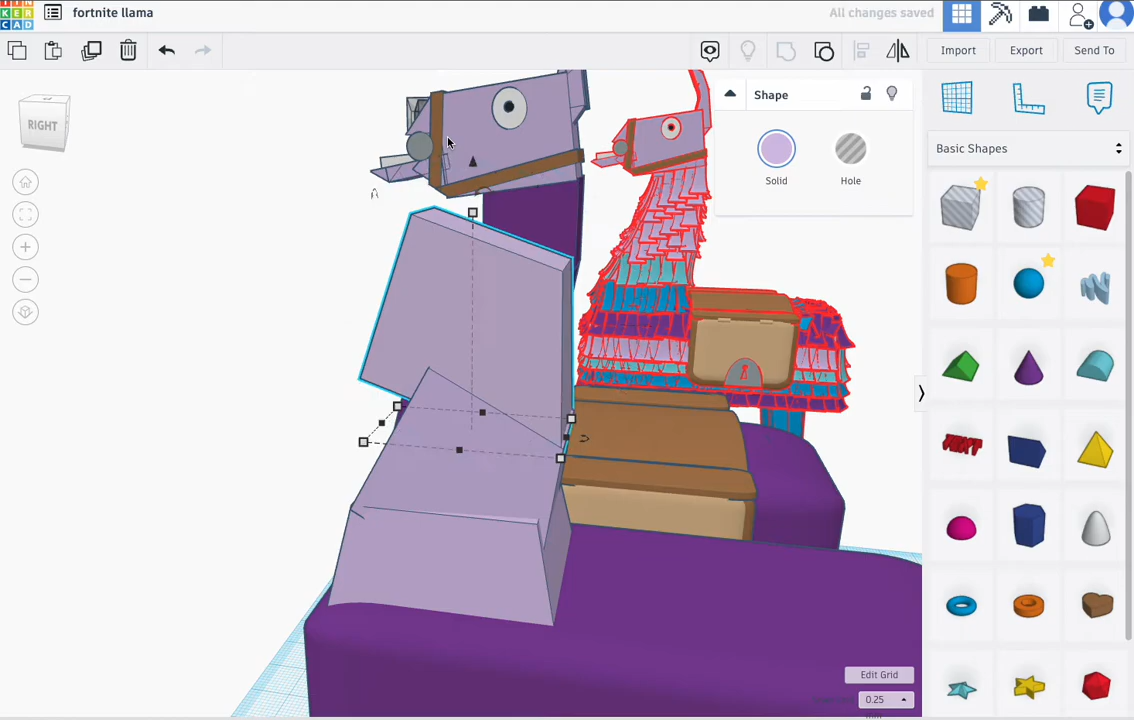 TIN
KER
CAD
fortnite llama
All changes saved
Import
Export
Send To
RIGHT
Shape
Solid
Hole
Basic Shapes
TEXT
Edit Grid
0.25